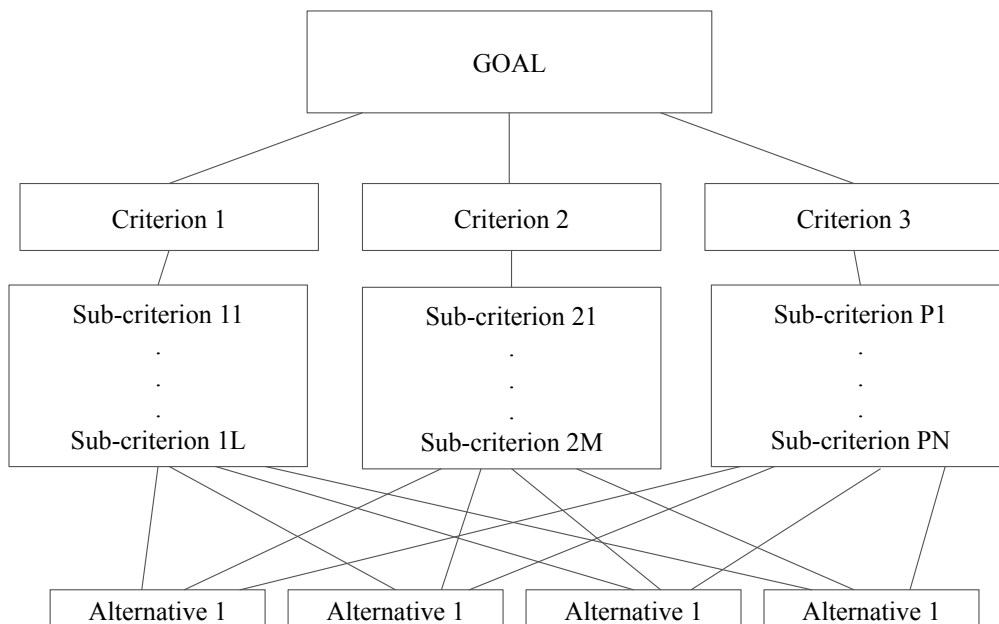 GOAL
Criterion 1
Criterion 2
Criterion 3
Sub-criterion 11
.
.
.
Sub-criterion 1L
Sub-criterion 21
.
.
.
Sub-criterion 2M
Sub-criterion P1
.
.
.
Sub-criterion PN
Alternative 1
Alternative 1
Alternative 1
Alternative 1